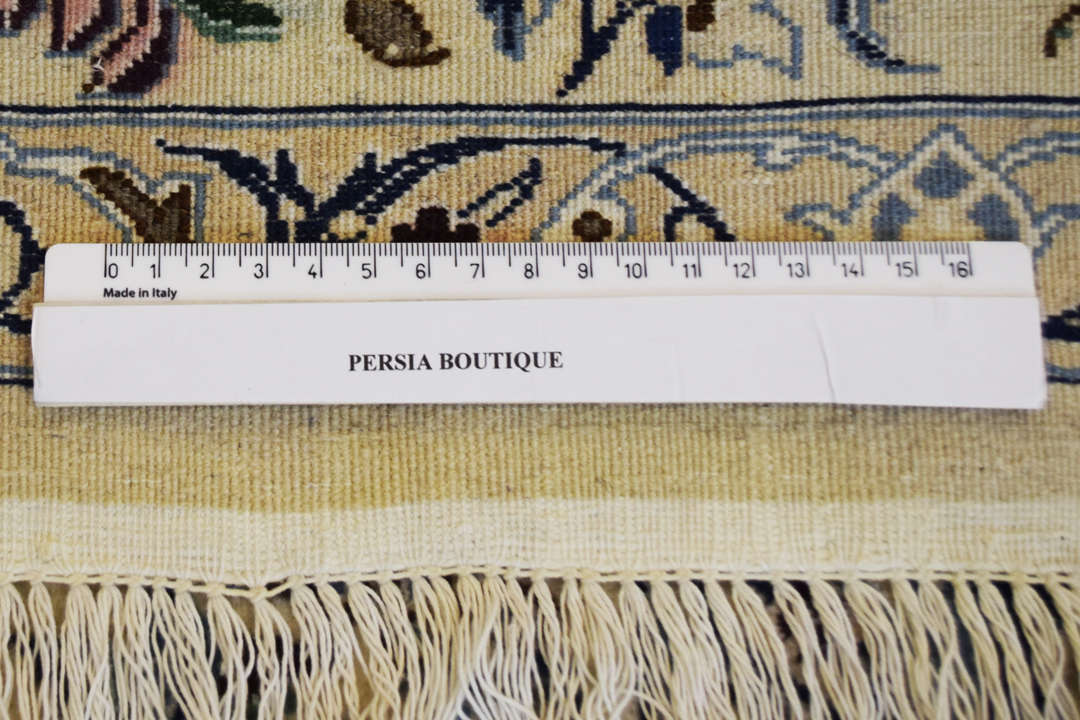 0 1 2 3 4 5 6 7 8 9 10 11 12 13 14 15 16
Made in Italy
PERSIA BOUTIQUE